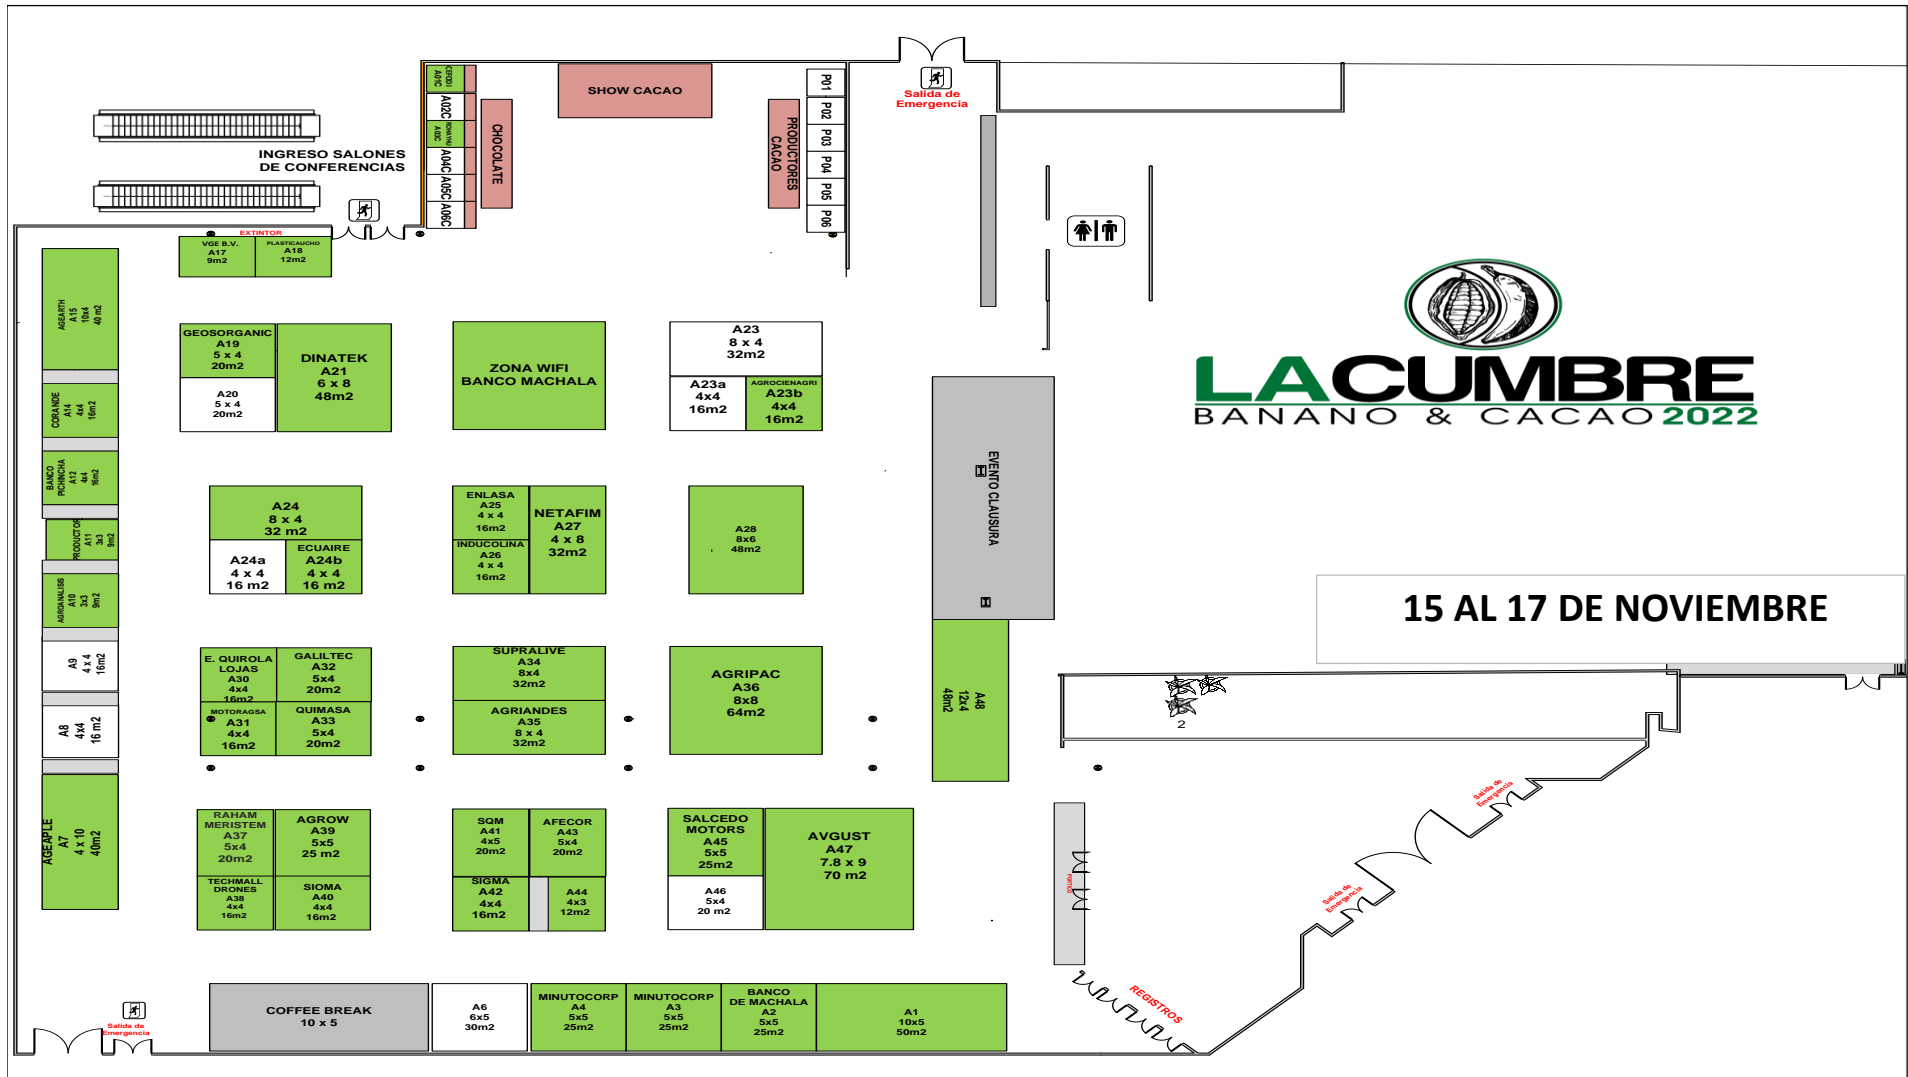 CEFODI
A01C
A02C
A03C
A04C
A05C
A06C
CHOCOLATE
SHOW CACAO
PRODUCTORES
CACAO
P01
P02
P03
P04
P05
P06
Salida de
Emergencia
INGRESO SALONES
DE CONFERENCIAS
EXTINTOR
VGE B.V.
A17
9m2
PLASTICAUCHO
A18
12m2
AGEARTH
A15
10x4
40 m2
CORANDE
A14
4x4
16m2
BANCO
PICHINCHA
A12
4x4
16m2
PRODUCTOR
A11
3x3
9m2
AGROANALISIS
A10
3x3
9m2
A9
4 x 4
16m2
A8
4x4
16 m2
AGEAPLE
A7
4 x 10
40m2
GEOSORGANIC
A19
5 x 4
20m2
A20
5 x 4
20m2
DINATEK
A21
6 x 8
48m2
ZONA WIFI
BANCO MACHALA
A23
8 x 4
32m2
A23a
4x4
16m2
AGROCIENAGRI
A23b
4x4
16m2
LACUMBRE
BANANO & CACAO 2022
A24
8 x 4
32 m2
A24a
4 x 4
16 m2
ECUAIRE
A24b
4 x 4
16 m2
ENLASA
A25
4 x 4
16m2
INDUCOLINA
A26
4 x 4
16m2
NETAFIM
A27
4 x 8
32m2
A28
8x6
48m2
EVENTO CLAUSURA
15 AL 17 DE NOVIEMBRE
E. QUIROLA
LOJAS
A30
4x4
16m2
GALILTEC
A32
5x4
20m2
MOTORAGSA
A31
4x4
16m2
QUIMASA
A33
5x4
20m2
SUPRALIVE
A34
8x4
32m2
AGRIANDES
A35
8 x 4
32m2
AGRIPAC
A36
8x8
64m2
A48
12x4
48m2
2
RAHAM
MERISTEM
A37
5x4
20m2
AGROW
A39
5x5
25 m2
TECHMALL
DRONES
A38
4x4
16m2
SIOMA
A40
4x4
16m2
SQM
A41
4x5
20m2
AFECOR
A43
5x4
20m2
SIGMA
A42
4x4
16m2
A44
4x3
12m2
SALCEDO
MOTORS
A45
5x5
25m2
A46
5x4
20 m2
AVGUST
A47
7.8 x 9
70 m2
PORTICO
Salida de
Emergencia
Salida de
Emergencia
REGISTROS
Salida de
Emergencia
COFFEE BREAK
10 x 5
A6
6x5
30m2
MINUTOCORP
A4
5x5
25m2
MINUTOCORP
A3
5x5
25m2
BANCO
DE MACHALA
A2
5x5
25m2
A1
10x5
50m2